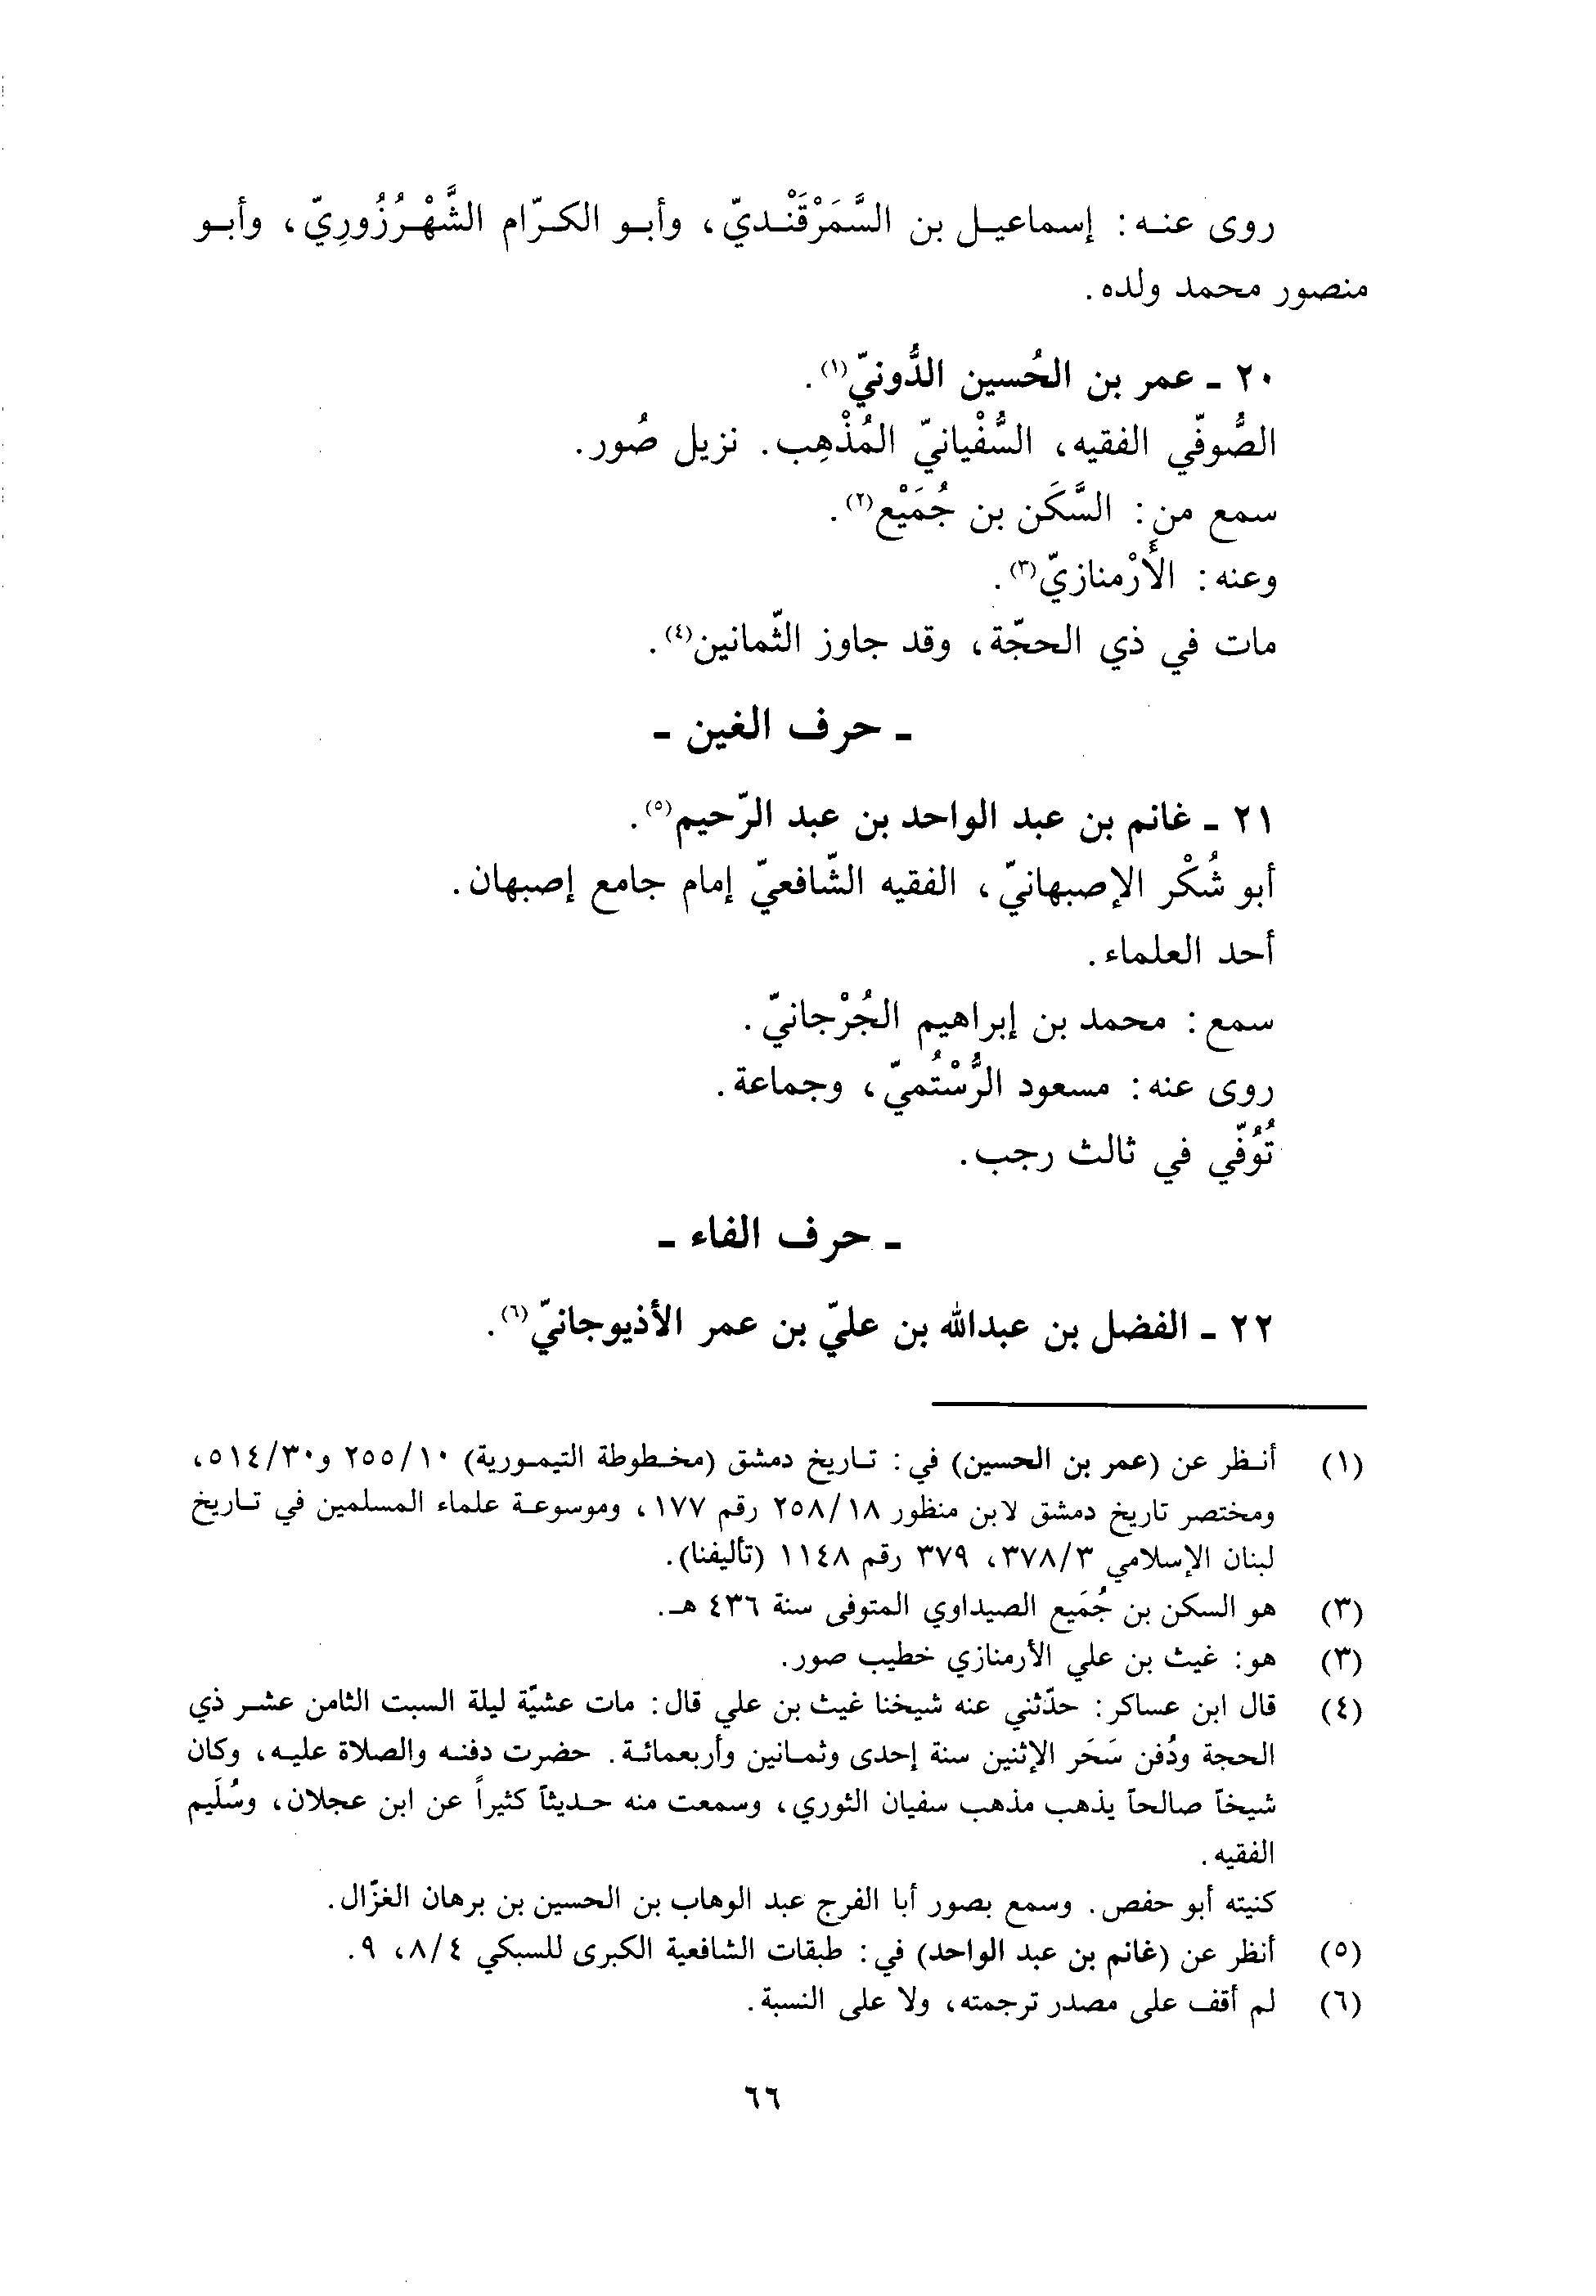 روى عنه: إسماعيل بن السَّمَرْقَنْديّ، وأبو الكرّام الشَّهْرُزُورِيّ، وأبو
منصور محمد ولده.
٢٠ ـ عمر بن الحُسين الدُّونيّ(١).
الصُّوفّي الفقيه، السُّفْيانيّ المُذْهِب. نزيل صُور.
سمع من: السَّكَن بن جُمَيْع(٢).
وعنه: الأَرْمنازيّ(٣).
مات في ذي الحجّة، وقد جاوز الثّمانين(٤).
ـ حرف الغين ـ
٢١ ـ غانم بن عبد الواحد بن عبد الرّحيم(٥).
أبو شُكْر الإصبهانيّ، الفقيه الشّافعيّ إمام جامع إصبهان.
أحد العلماء.
سمع: محمد بن إبراهيم الجُرْجانيّ.
روى عنه: مسعود الرُّسْتُميّ، وجماعة.
تُوُفّي في ثالث رجب.
ـ حرف الفاء ـ
٢٢ ـ الفضل بن عبدالله بن عليّ بن عمر الأذيوجانيّ(٦).
(١) أنظر عن (عمر بن الحسين) في: تاريخ دمشق (مخطوطة التيمورية) ٢٥٥/١٠ و٥١٤/٣٠،
ومختصر تاريخ دمشق لابن منظور ٢٥٨/١٨ رقم ١٧٧، وموسوعة علماء المسلمين في تاريخ
لبنان الإسلامي ٣٧٨/٣، ٣٧٩ رقم ١١٤٨ (تأليفنا).
(٣) هو السكن بن جُمَيع الصيداوي المتوفى سنة ٤٣٦ هـ.
(٣) هو: غيث بن علي الأرمنازي خطيب صور.
(٤) قال ابن عساكر: حدّثني عنه شيخنا غيث بن علي قال: مات عشيّة ليلة السبت الثامن عشر ذي
الحجة ودُفن سَحَر الإثنين سنة إحدى وثمانين وأربعمائة. حضرت دفنه والصلاة عليه، وكان
شيخاً صالحاً يذهب مذهب سفيان الثوري، وسمعت منه حديثاً كثيراً عن ابن عجلان، وسُلَيم
الفقيه.
كنيته أبو حفص. وسمع بصور أبا الفرج عبد الوهاب بن الحسين بن برهان الغزّال.
(٥) أنظر عن (غانم بن عبد الواحد) في: طبقات الشافعية الكبرى للسبكي ٨/٤، ٩.
(٦) لم أقف على مصدر ترجمته، ولا على النسبة.
٦٦